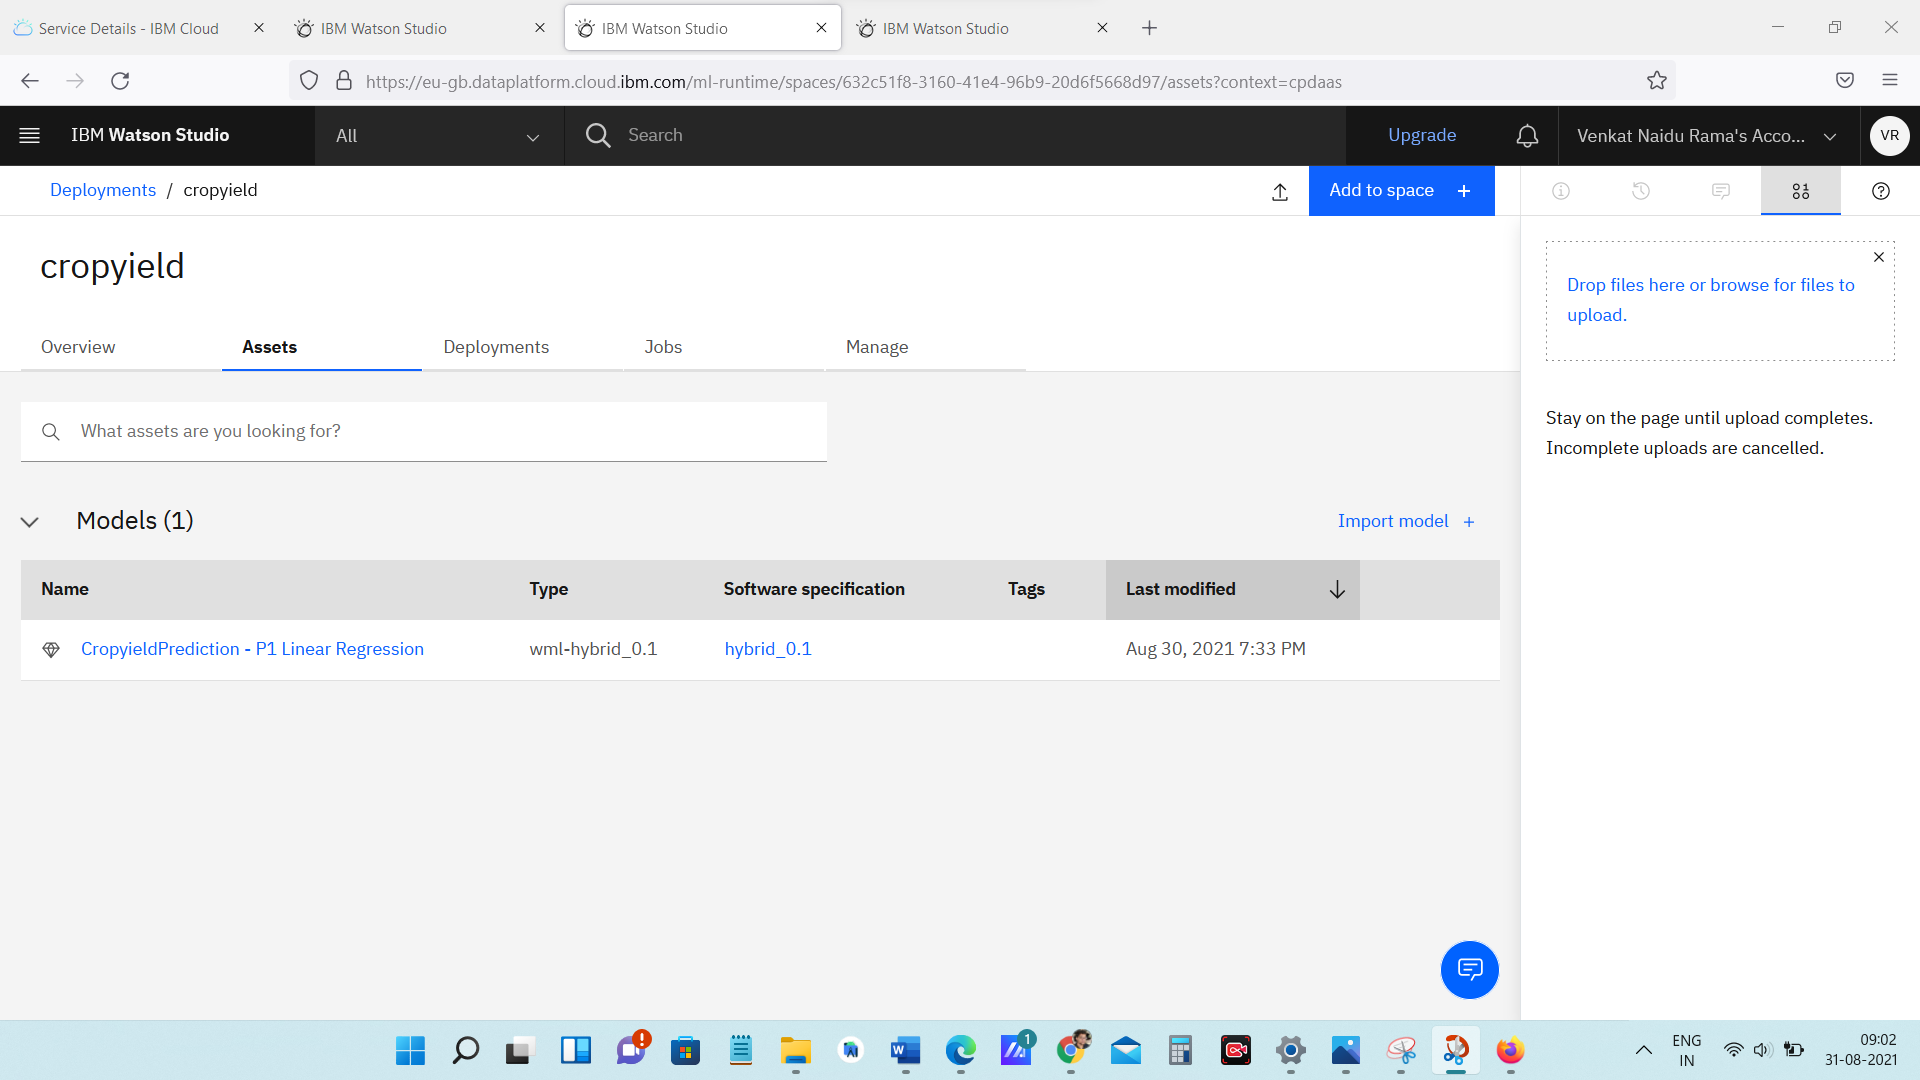 Service Details - IBM Cloud
IBM Watson Studio
IBM Watson Studio
IBM Watson Studio
https://eu-gb.dataplatform.cloud.ibm.com/ml-runtime/spaces/632c51f8-3160-41e4-96b9-20d6f5668d97/assets?context=cpdaas
IBM Watson Studio
All
Search
Upgrade
Venkat Naidu Rama's Acco...
VR
Deployments / cropyield
Add to space +
cropyield
Overview
Assets
Deployments
Jobs
Manage
What assets are you looking for?
Models (1)
Import model +
Name
Type
Software specification
Tags
Last modified
CropyieldPrediction - P1 Linear Regression
wml-hybrid_0.1
hybrid_0.1
Aug 30, 2021 7:33 PM
Drop files here or browse for files to
upload.
Stay on the page until upload completes.
Incomplete uploads are cancelled.
1
ENG
IN
09:02
31-08-2021